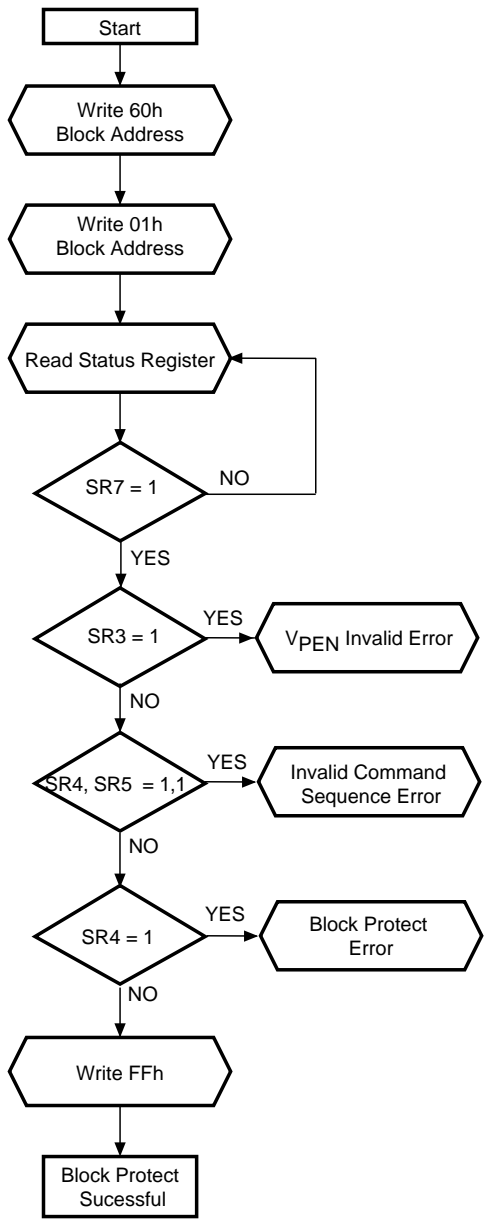 Start
Write 60h
Block Address
Write 01h
Block Address
Read Status Register
SR7 = 1
NO
YES
SR3 = 1
YES
VPEN Invalid Error
NO
SR4, SR5 = 1,1
YES
Invalid Command
Sequence Error
NO
SR4 = 1
YES
Block Protect
Error
NO
Write FFh
Block Protect
Sucessful